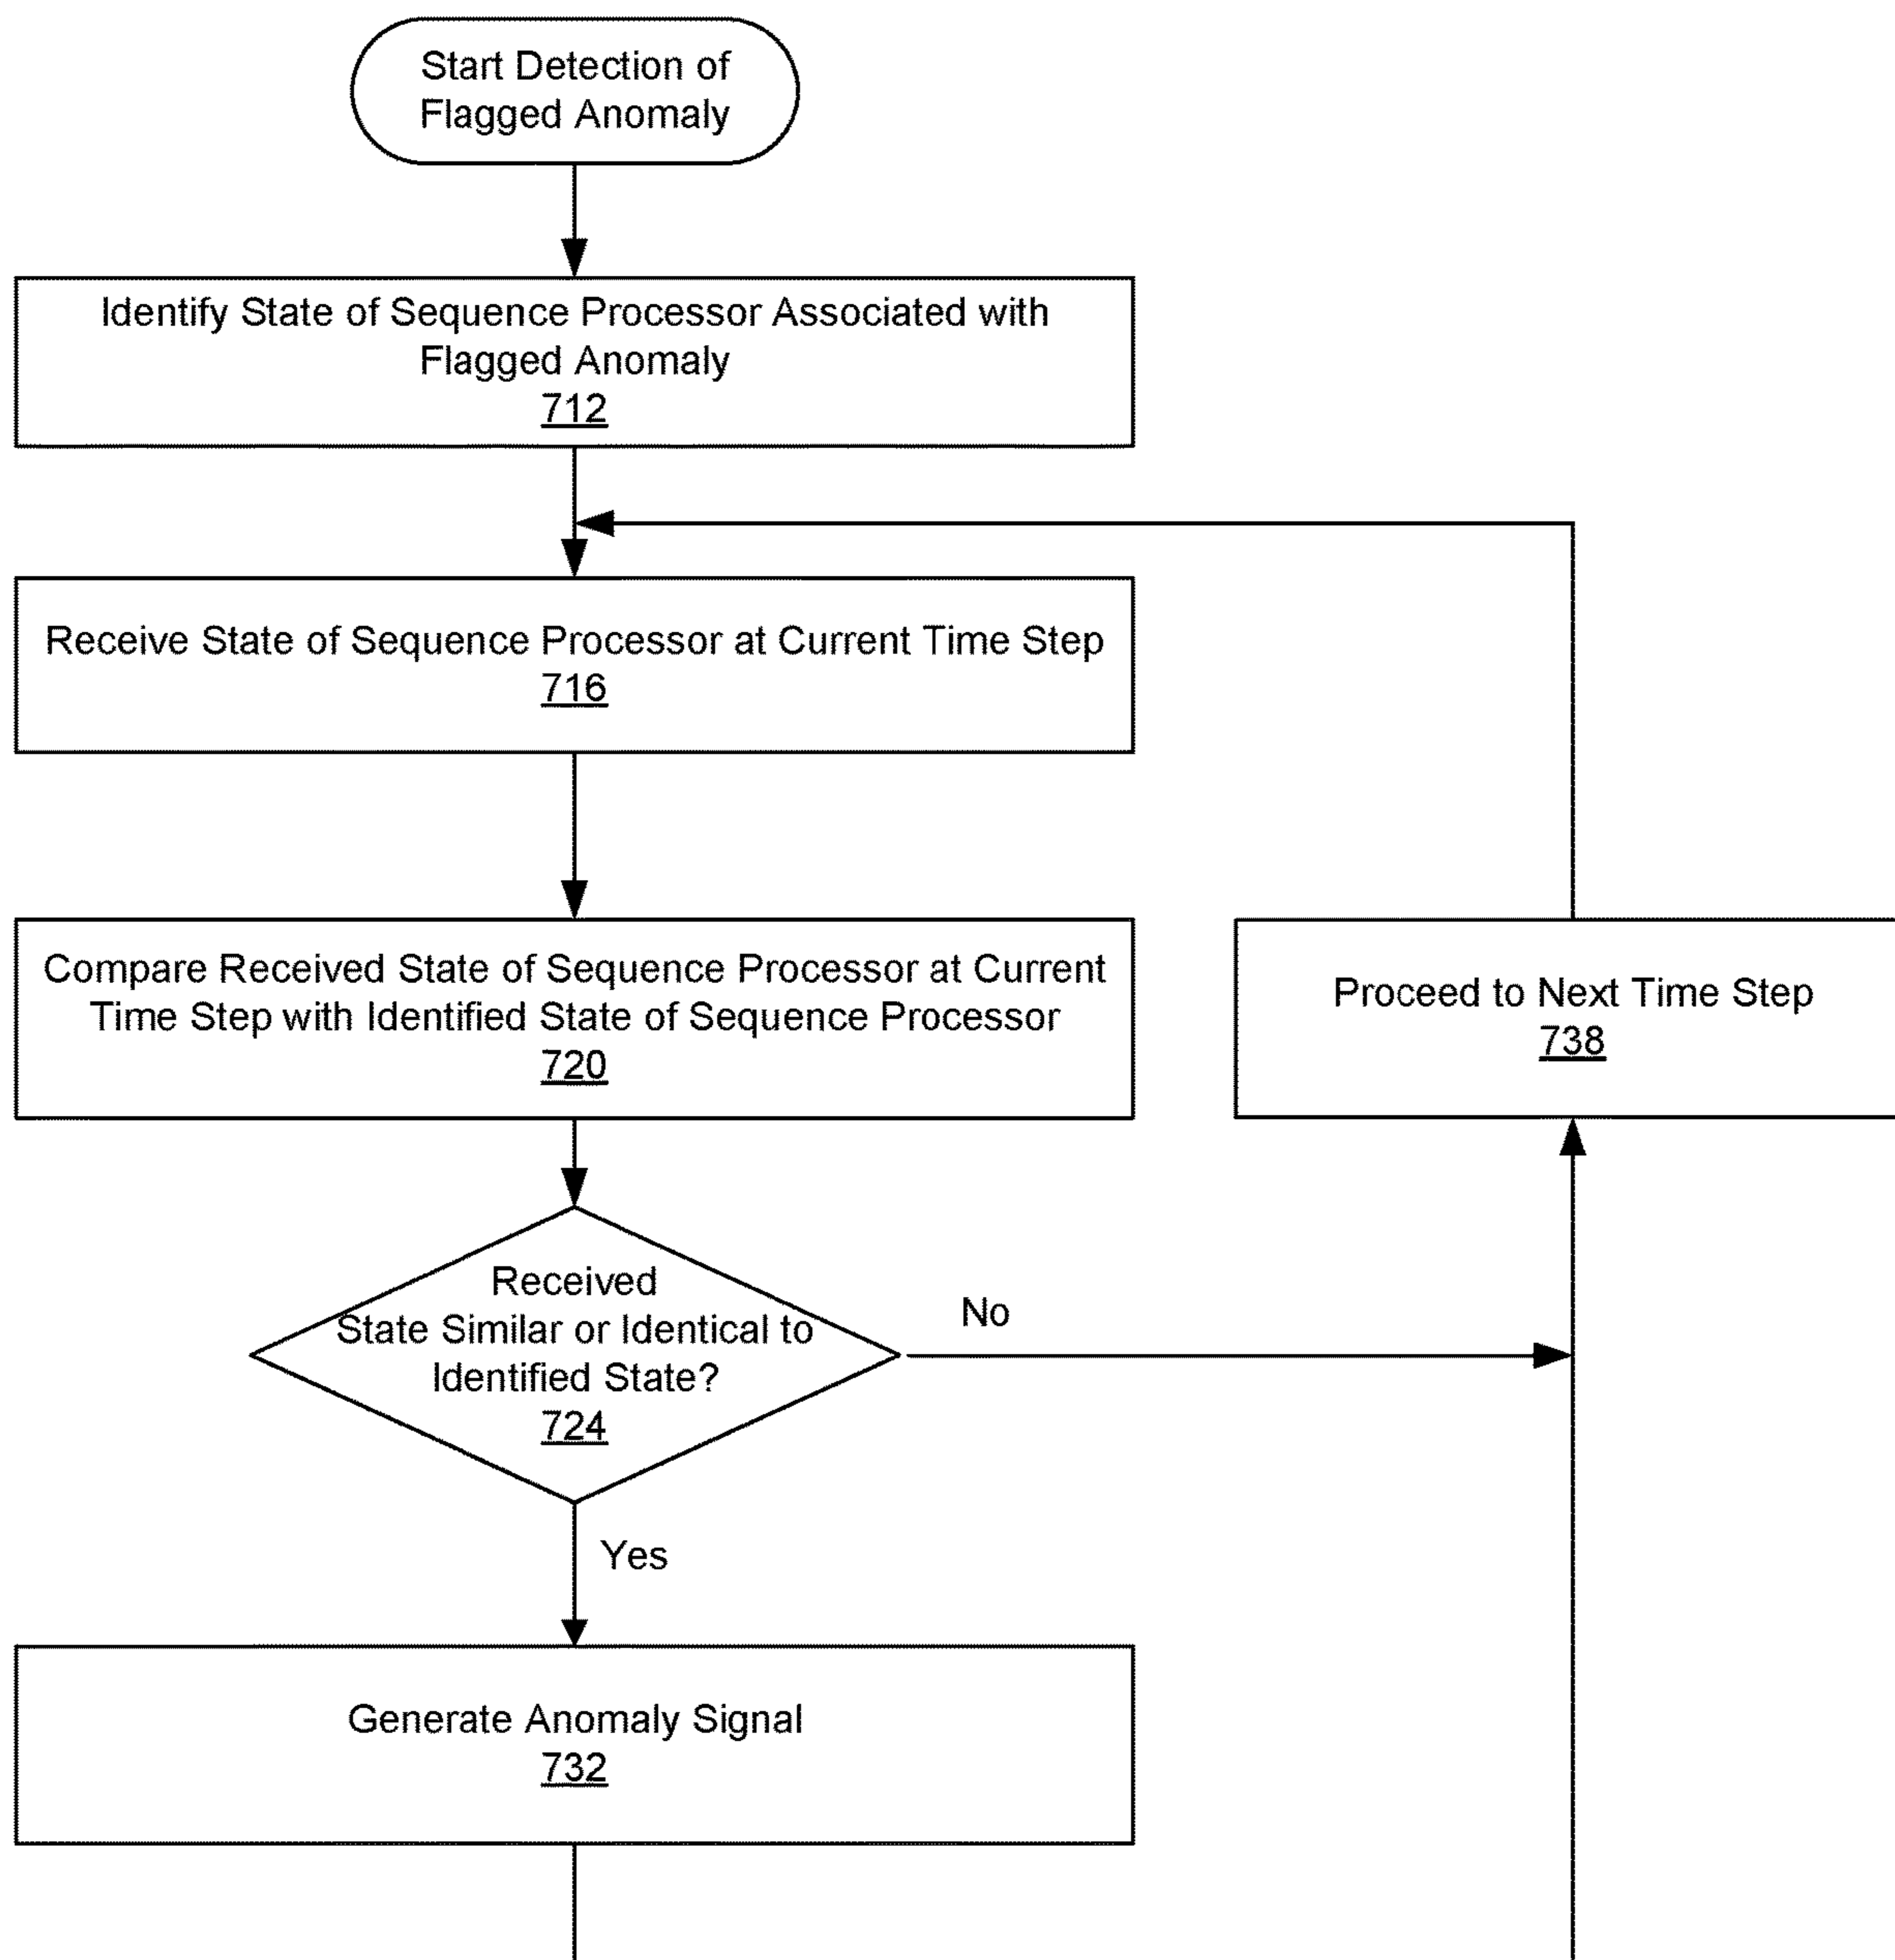 Start Detection of
Flagged Anomaly
Identify State of Sequence Processor Associated with
Flagged Anomaly
712
Receive State of Sequence Processor at Current Time Step
716
Compare Received State of Sequence Processor at Current
Time Step with Identified State of Sequence Processor
720
Proceed to Next Time Step
738
Received
State Similar or Identical to
Identified State?
724
No
Yes
Generate Anomaly Signal
732